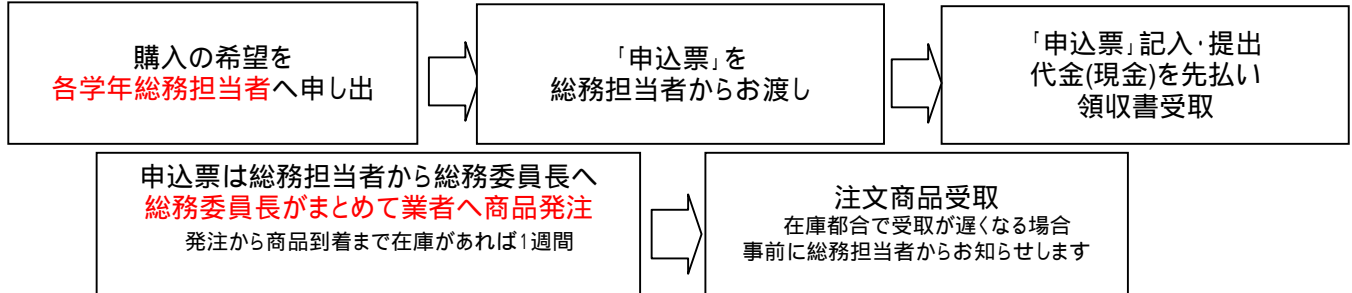 購入の希望を
各学年総務担当者へ申し出
「申込票」を
総務担当者からお渡し
「申込票」記入・提出
代金(現金)を先払い
領収書受取
申込票は総務担当者から総務委員長へ
総務委員長がまとめて業者へ商品発注
発注から商品到着まで在庫があれば1週間
注文商品受取
在庫都合で受取が遅くなる場合
事前に総務担当者からお知らせします